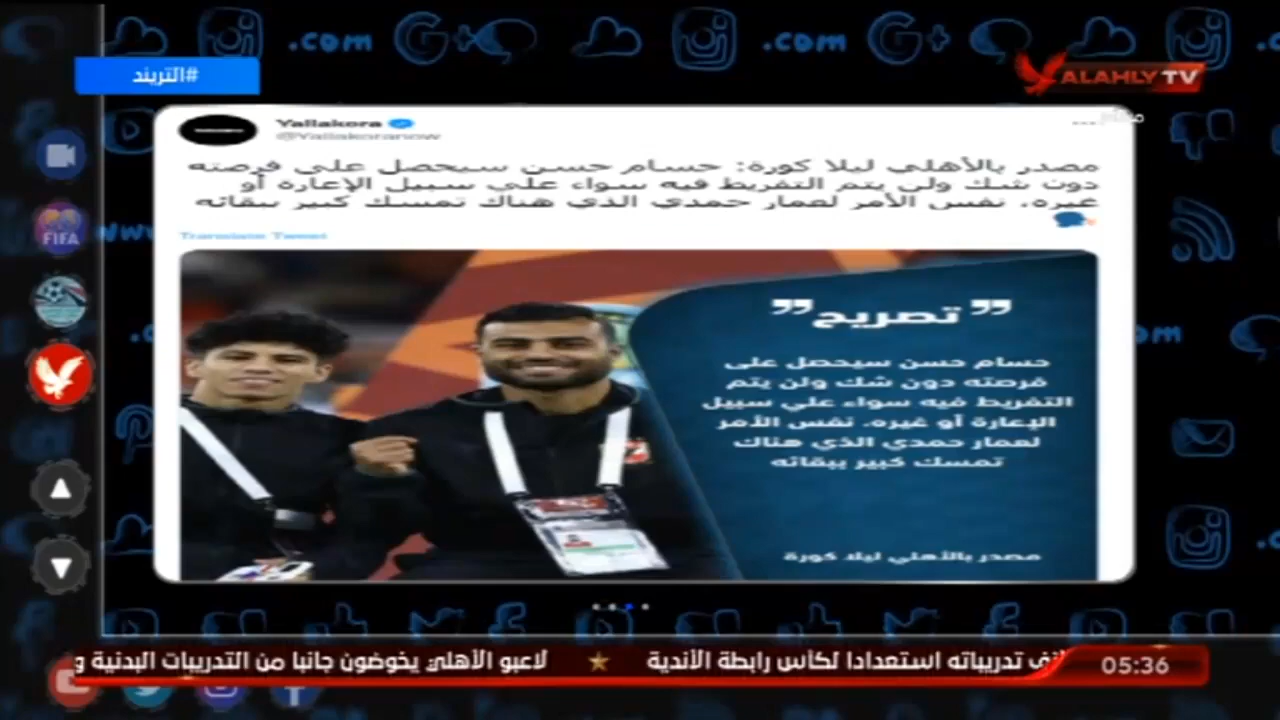 #التريند
ALAHLY TV
Yallakora
@Yallakoranow
مصدر بالأهلي ليلا كورة: حسام حسن سيحصل على فرصته
دون شك ولن يتم التفريط فيه سواء على سبيل الإعارة أو
غيره، نفس الأمر لعمار حمدي الذي هناك تمسك كبير ببقائه
Translate Tweet
FIFA
" تصريح "
حسام حسن سيحصل على
فرصته دون شك ولن يتم
التفريط فيه سواء على سبيل
الإعارة أو غيره، نفس الأمر
لعمار حمدي الذي هناك
تمسك كبير ببقائه
مصدر بالأهلي ليلا كورة
تدريباته استعدادا لكأس رابطة الأندية ★ لاعبو الأهلي يخوضون جانبا من التدريبات البدنية و
05:36